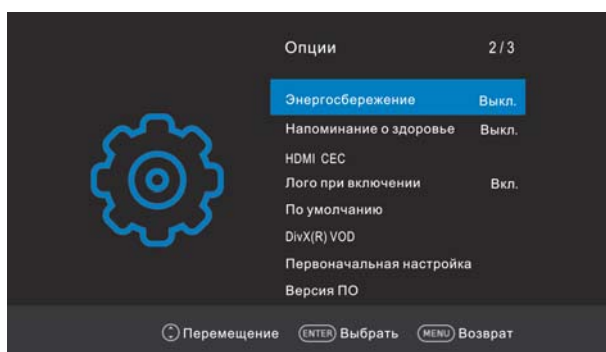 Опции 2/3
Энергосбережение Выкл.
Напоминание о здоровье Выкл.
HDMI CEC
Лого при включении Вкл.
По умолчанию
DivX(R) VOD
Первоначальная настройка
Версия ПО
Перемещение ENTER Выбрать MENU Возврат